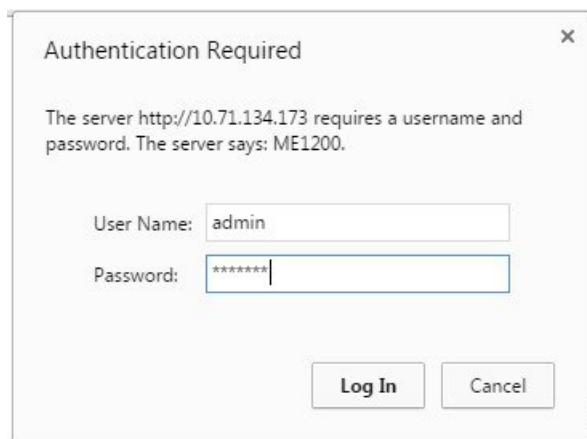 Authentication Required
The server http://10.71.134.173 requires a username and
password. The server says: ME1200.
User Name: admin
Password: *******
Log In Cancel